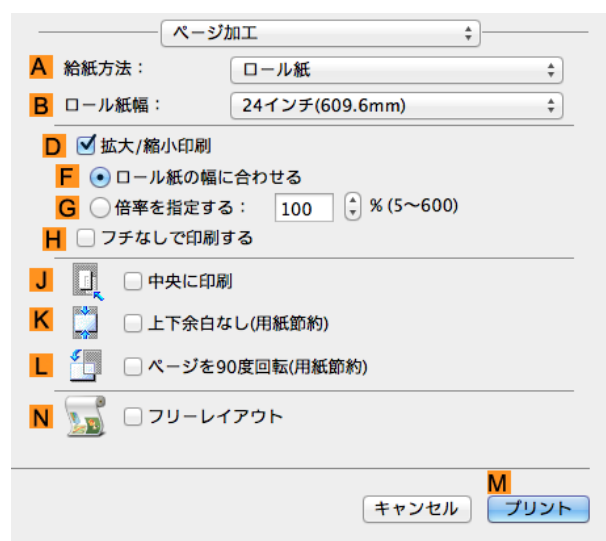 ページ加工
A 給紙方法： ロール紙
B ロール紙幅： 24インチ(609.6mm)
D 拡大/縮小印刷
F ロール紙の幅に合わせる
G 倍率を指定する： 100 % (5～600)
H フチなしで印刷する
J 中央に印刷
K 上下余白なし(用紙節約)
L ページを90度回転(用紙節約)
N フリーレイアウト
M
キャンセル プリント